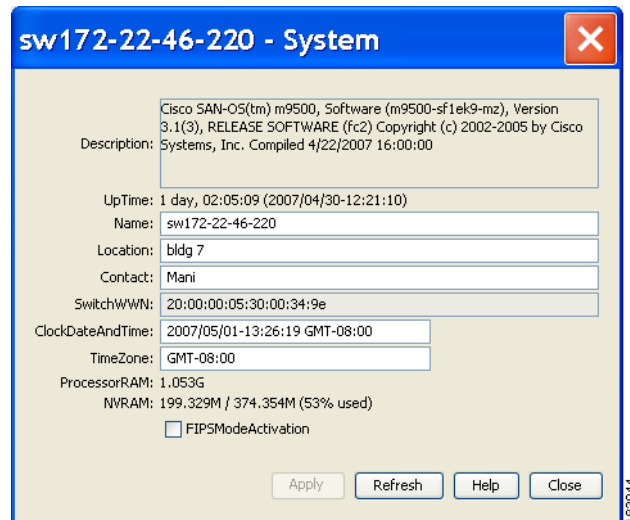 sw172-22-46-220 - System
Cisco SAN-OS(tm) m9500, Software (m9500-sf1ek9-mz), Version
3.1(3), RELEASE SOFTWARE (fc2) Copyright (c) 2002-2005 by Cisco
Description: Systems, Inc. Compiled 4/22/2007 16:00:00
UpTime: 1 day, 02:05:09 (2007/04/30-12:21:10)
Name: sw172-22-46-220
Location: bldg 7
Contact: Mani
SwitchWWN: 20:00:00:05:30:00:34:9e
ClockDateAndTime: 2007/05/01-13:26:19 GMT-08:00
TimeZone: GMT-08:00
ProcessorRAM: 1.053G
NVRAM: 199.329M / 374.354M (53% used)
FIPSModeActivation
Apply Refresh Help Close